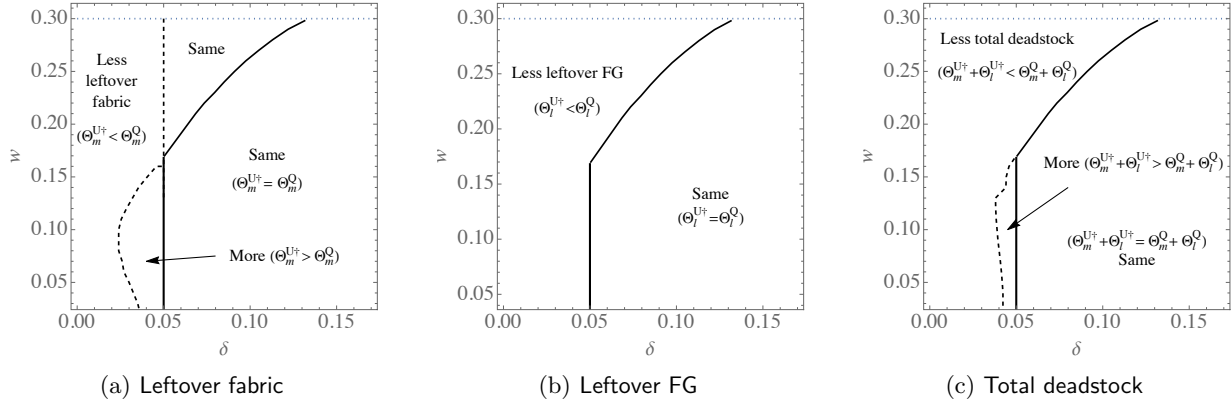 0.30
0.25
0.20
0.15
0.10
0.05
w
Less
leftover
fabric
(Θ_m^{U†} < Θ_m^Q)
Same
Same
(Θ_m^{U†} = Θ_m^Q)
More (Θ_m^{U†} > Θ_m^Q)
0.00 0.05 0.10 0.15
δ
(a) Leftover fabric
0.30
0.25
0.20
0.15
0.10
0.05
w
Less leftover FG
(Θ_l^{U†} < Θ_l^Q)
Same
(Θ_l^{U†} = Θ_l^Q)
0.00 0.05 0.10 0.15
δ
(b) Leftover FG
0.30
0.25
0.20
0.15
0.10
0.05
w
Less total deadstock
(Θ_m^{U†} + Θ_l^{U†} < Θ_m^Q + Θ_l^Q)
More (Θ_m^{U†} + Θ_l^{U†} > Θ_m^Q + Θ_l^Q)
(Θ_m^{U†} + Θ_l^{U†} = Θ_m^Q + Θ_l^Q)
Same
0.00 0.05 0.10 0.15
δ
(c) Total deadstock